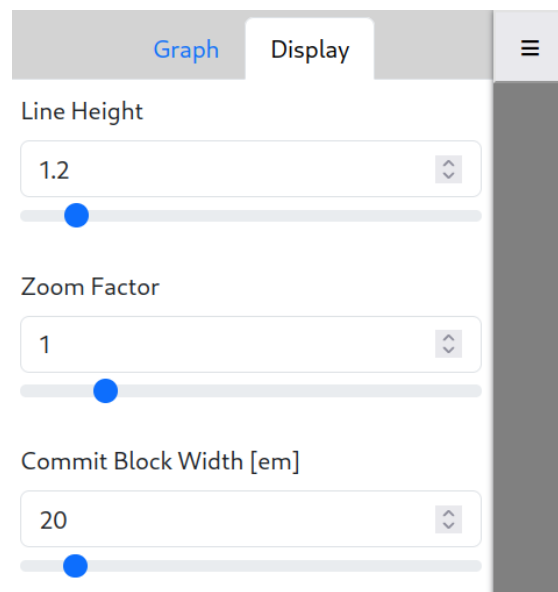 Graph Display
Line Height
1.2
Zoom Factor
1
Commit Block Width [em]
20